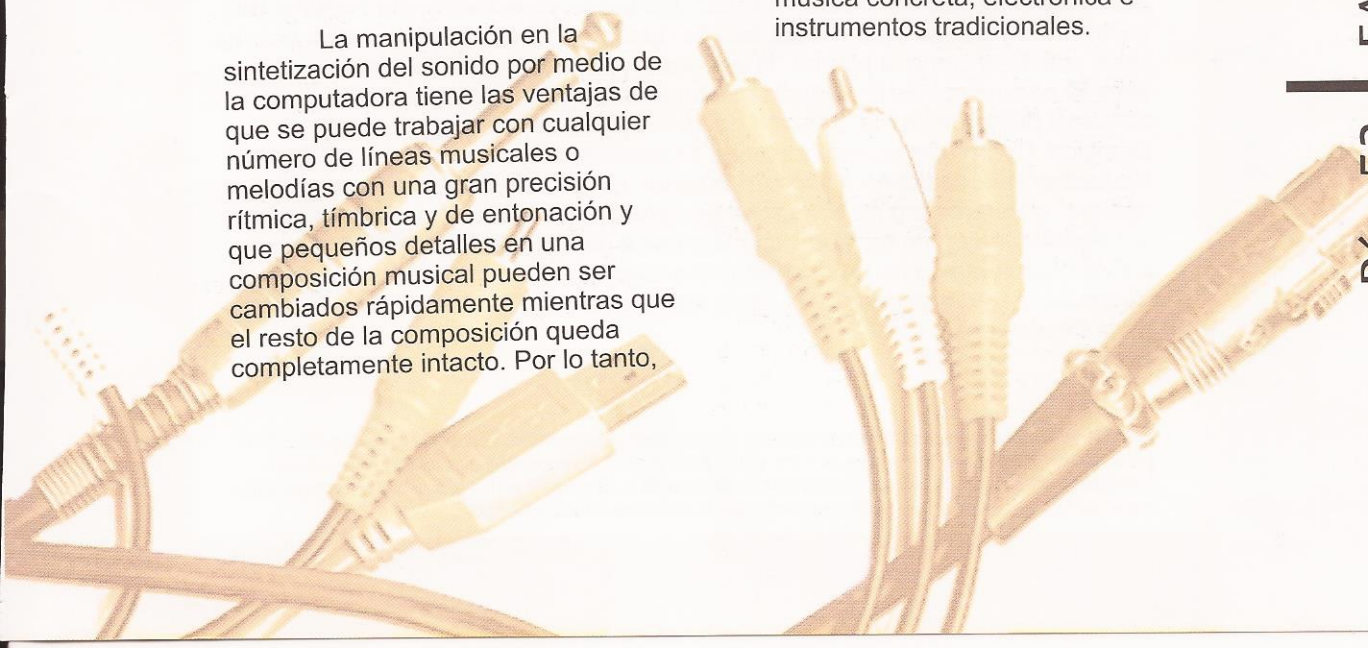 La manipulación en la
sintetización del sonido por medio de
la computadora tiene las ventajas de
que se puede trabajar con cualquier
número de líneas musicales o
melodías con una gran precisión
rítmica, tímbrica y de entonación y
que pequeños detalles en una
composición musical pueden ser
cambiados rápidamente mientras que
el resto de la composición queda
completamente intacto. Por lo tanto,
música concreta, electrónica e
instrumentos tradicionales.